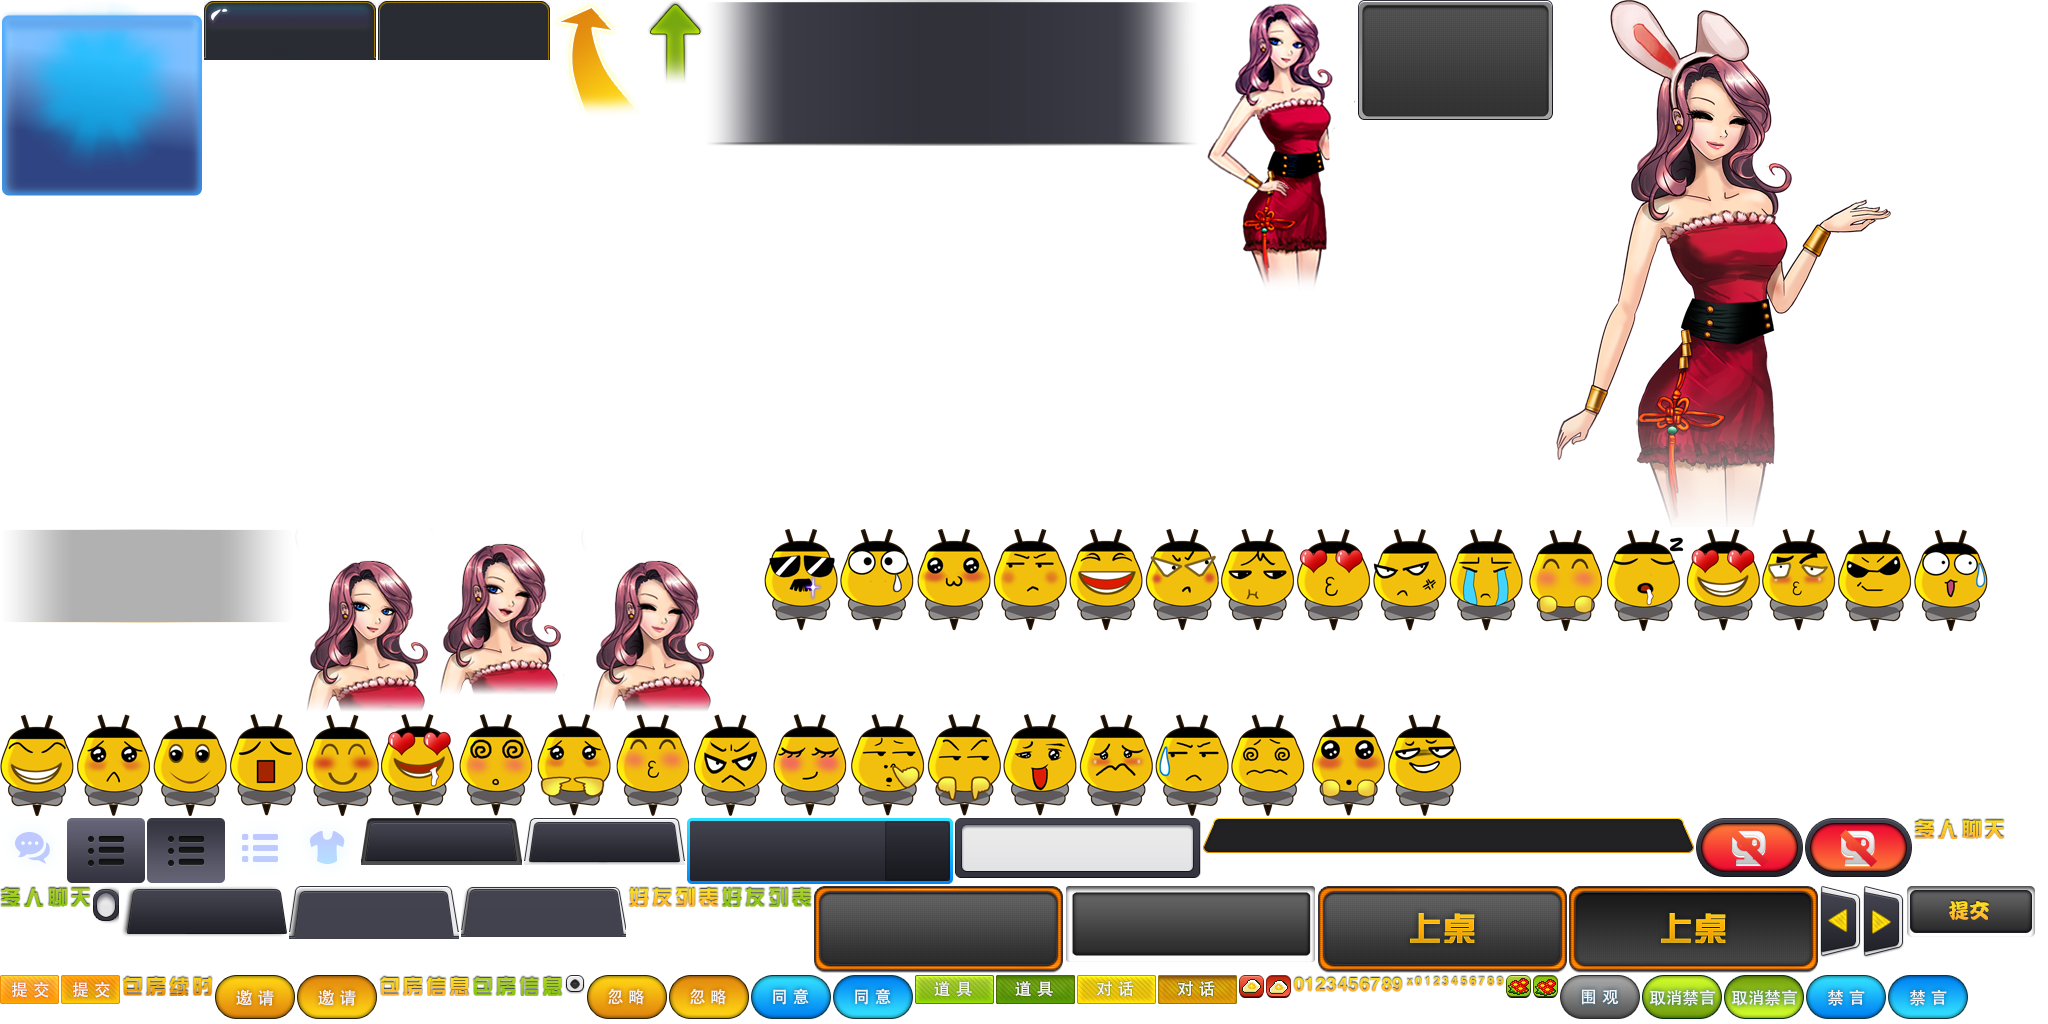 Z
多人聊天
多人聊天
好友列表
好友列表
上桌
上桌
提交
提交
提交
包房续时
邀请
邀请
包房信息
包房信息
忽略
忽略
同意
同意
道具
道具
对话
对话
0123456789
x0123456789
围观
取消禁言
取消禁言
禁言
禁言